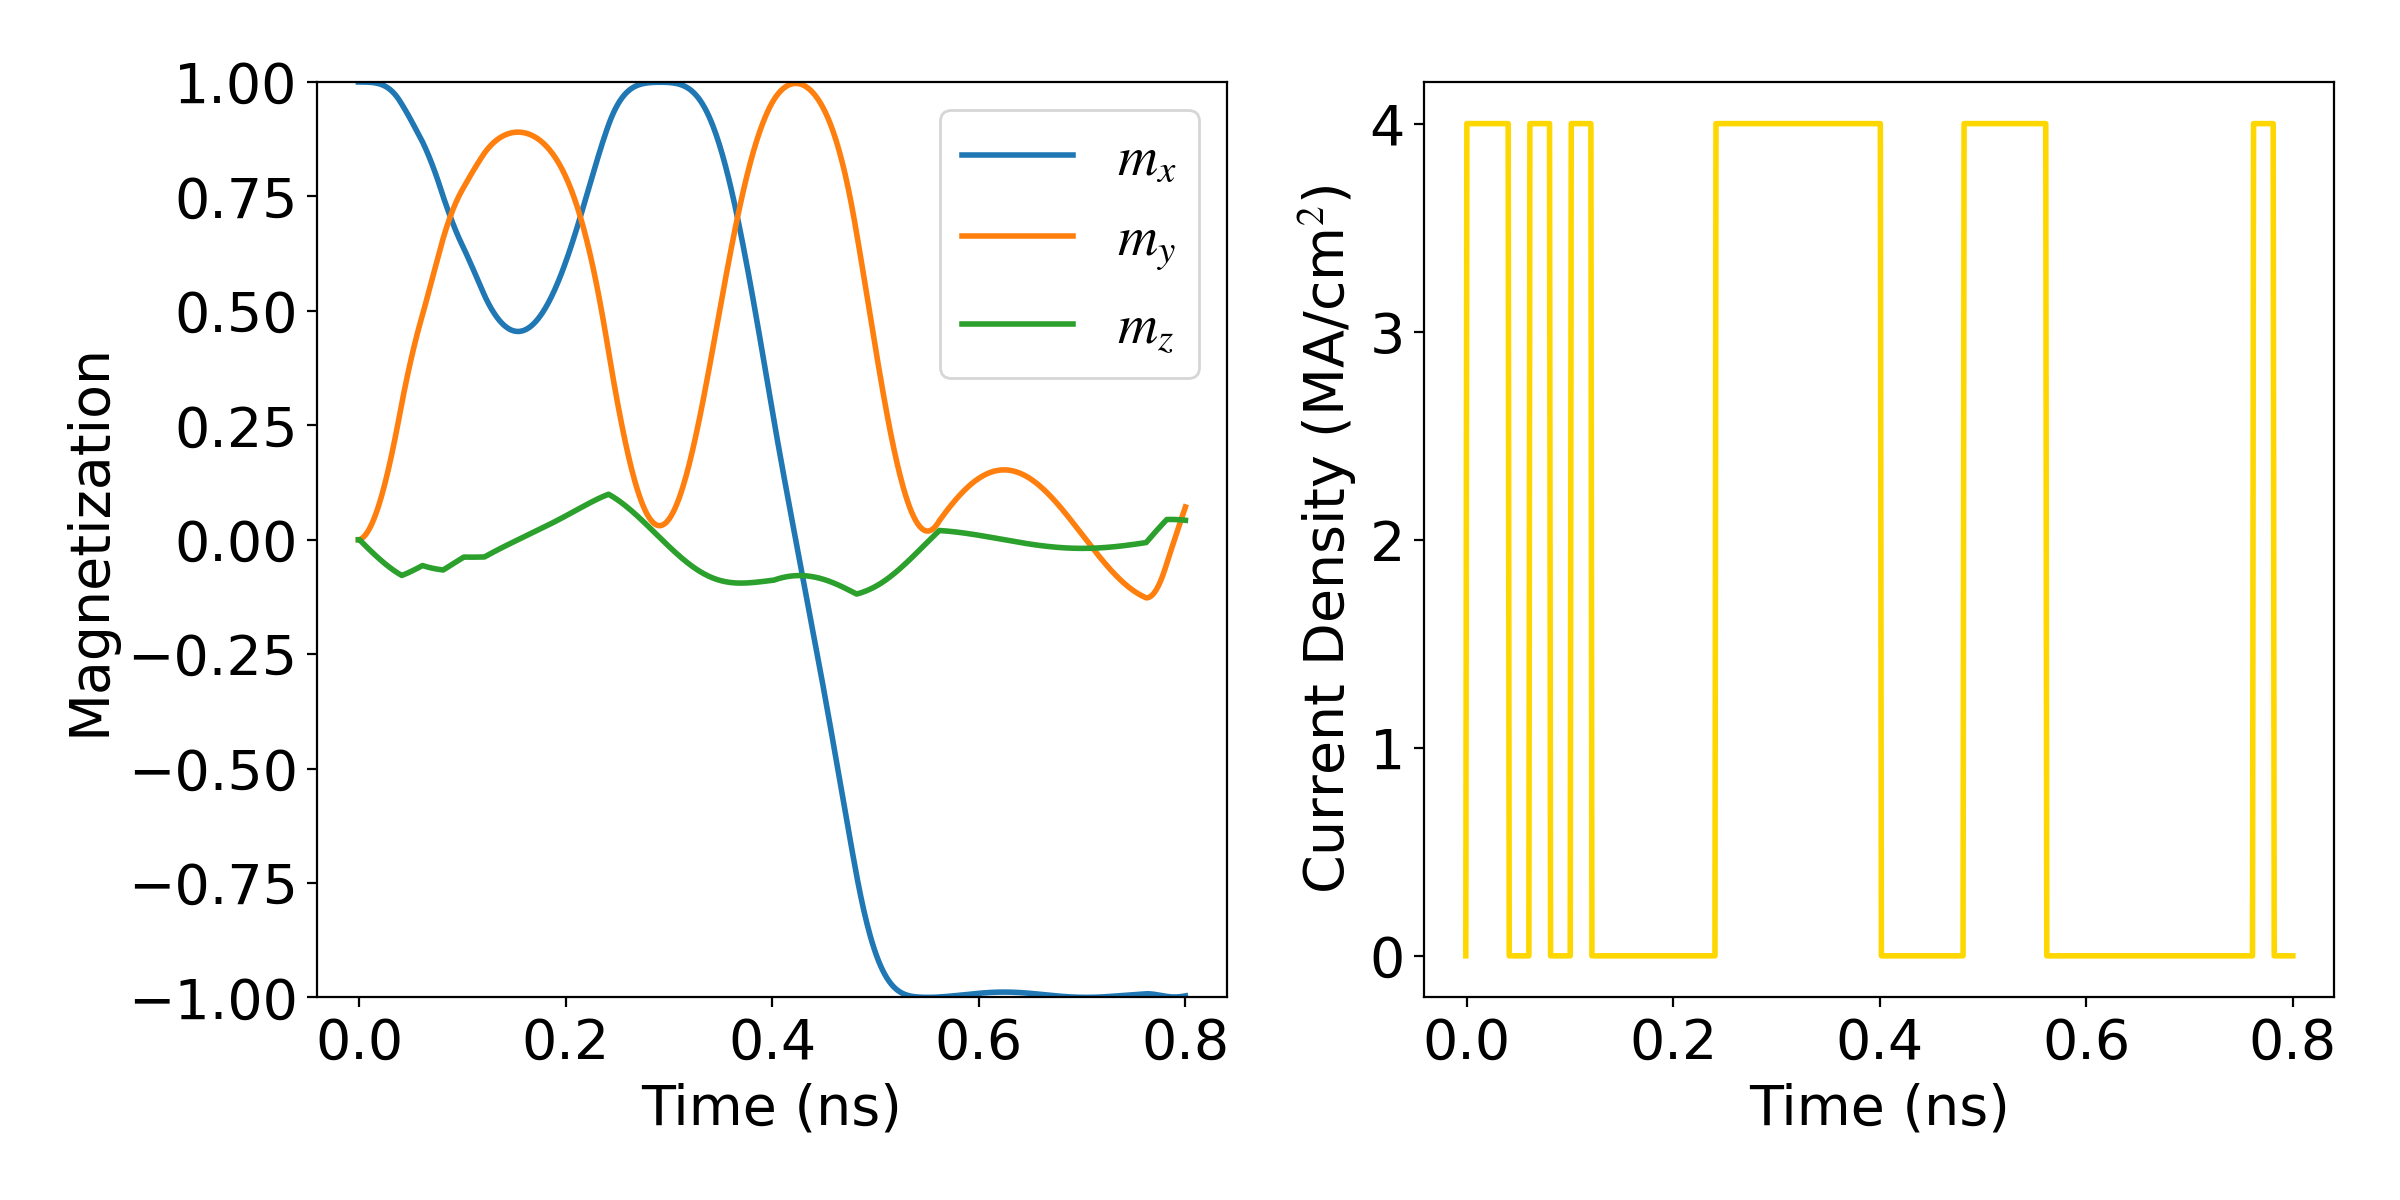 Magnetization
1.00
0.75
0.50
0.25
0.00
−0.25
−0.50
−0.75
−1.00
0.0 0.2 0.4 0.6 0.8
Time (ns)
mₓ
m_y
m_z
Current Density (MA/cm²)
4
3
2
1
0
0.0 0.2 0.4 0.6 0.8
Time (ns)